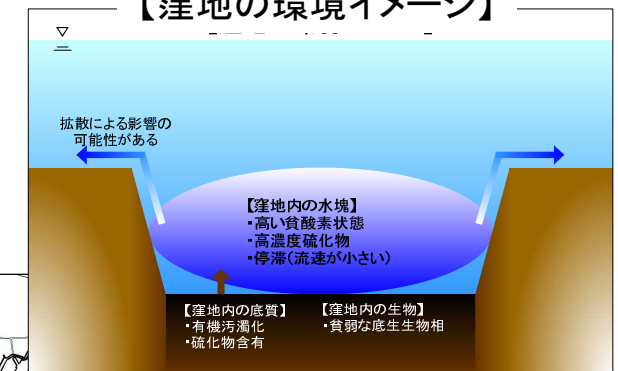 【窪地の環境イメージ】
拡散による影響の
可能性がある
【窪地内の水塊】
・高い貧酸素状態
・高濃度硫化物
・停滞(流速が小さい)
【窪地内の底質】
・有機汚濁化
・硫化物含有
【窪地内の生物】
・貧弱な底生生物相